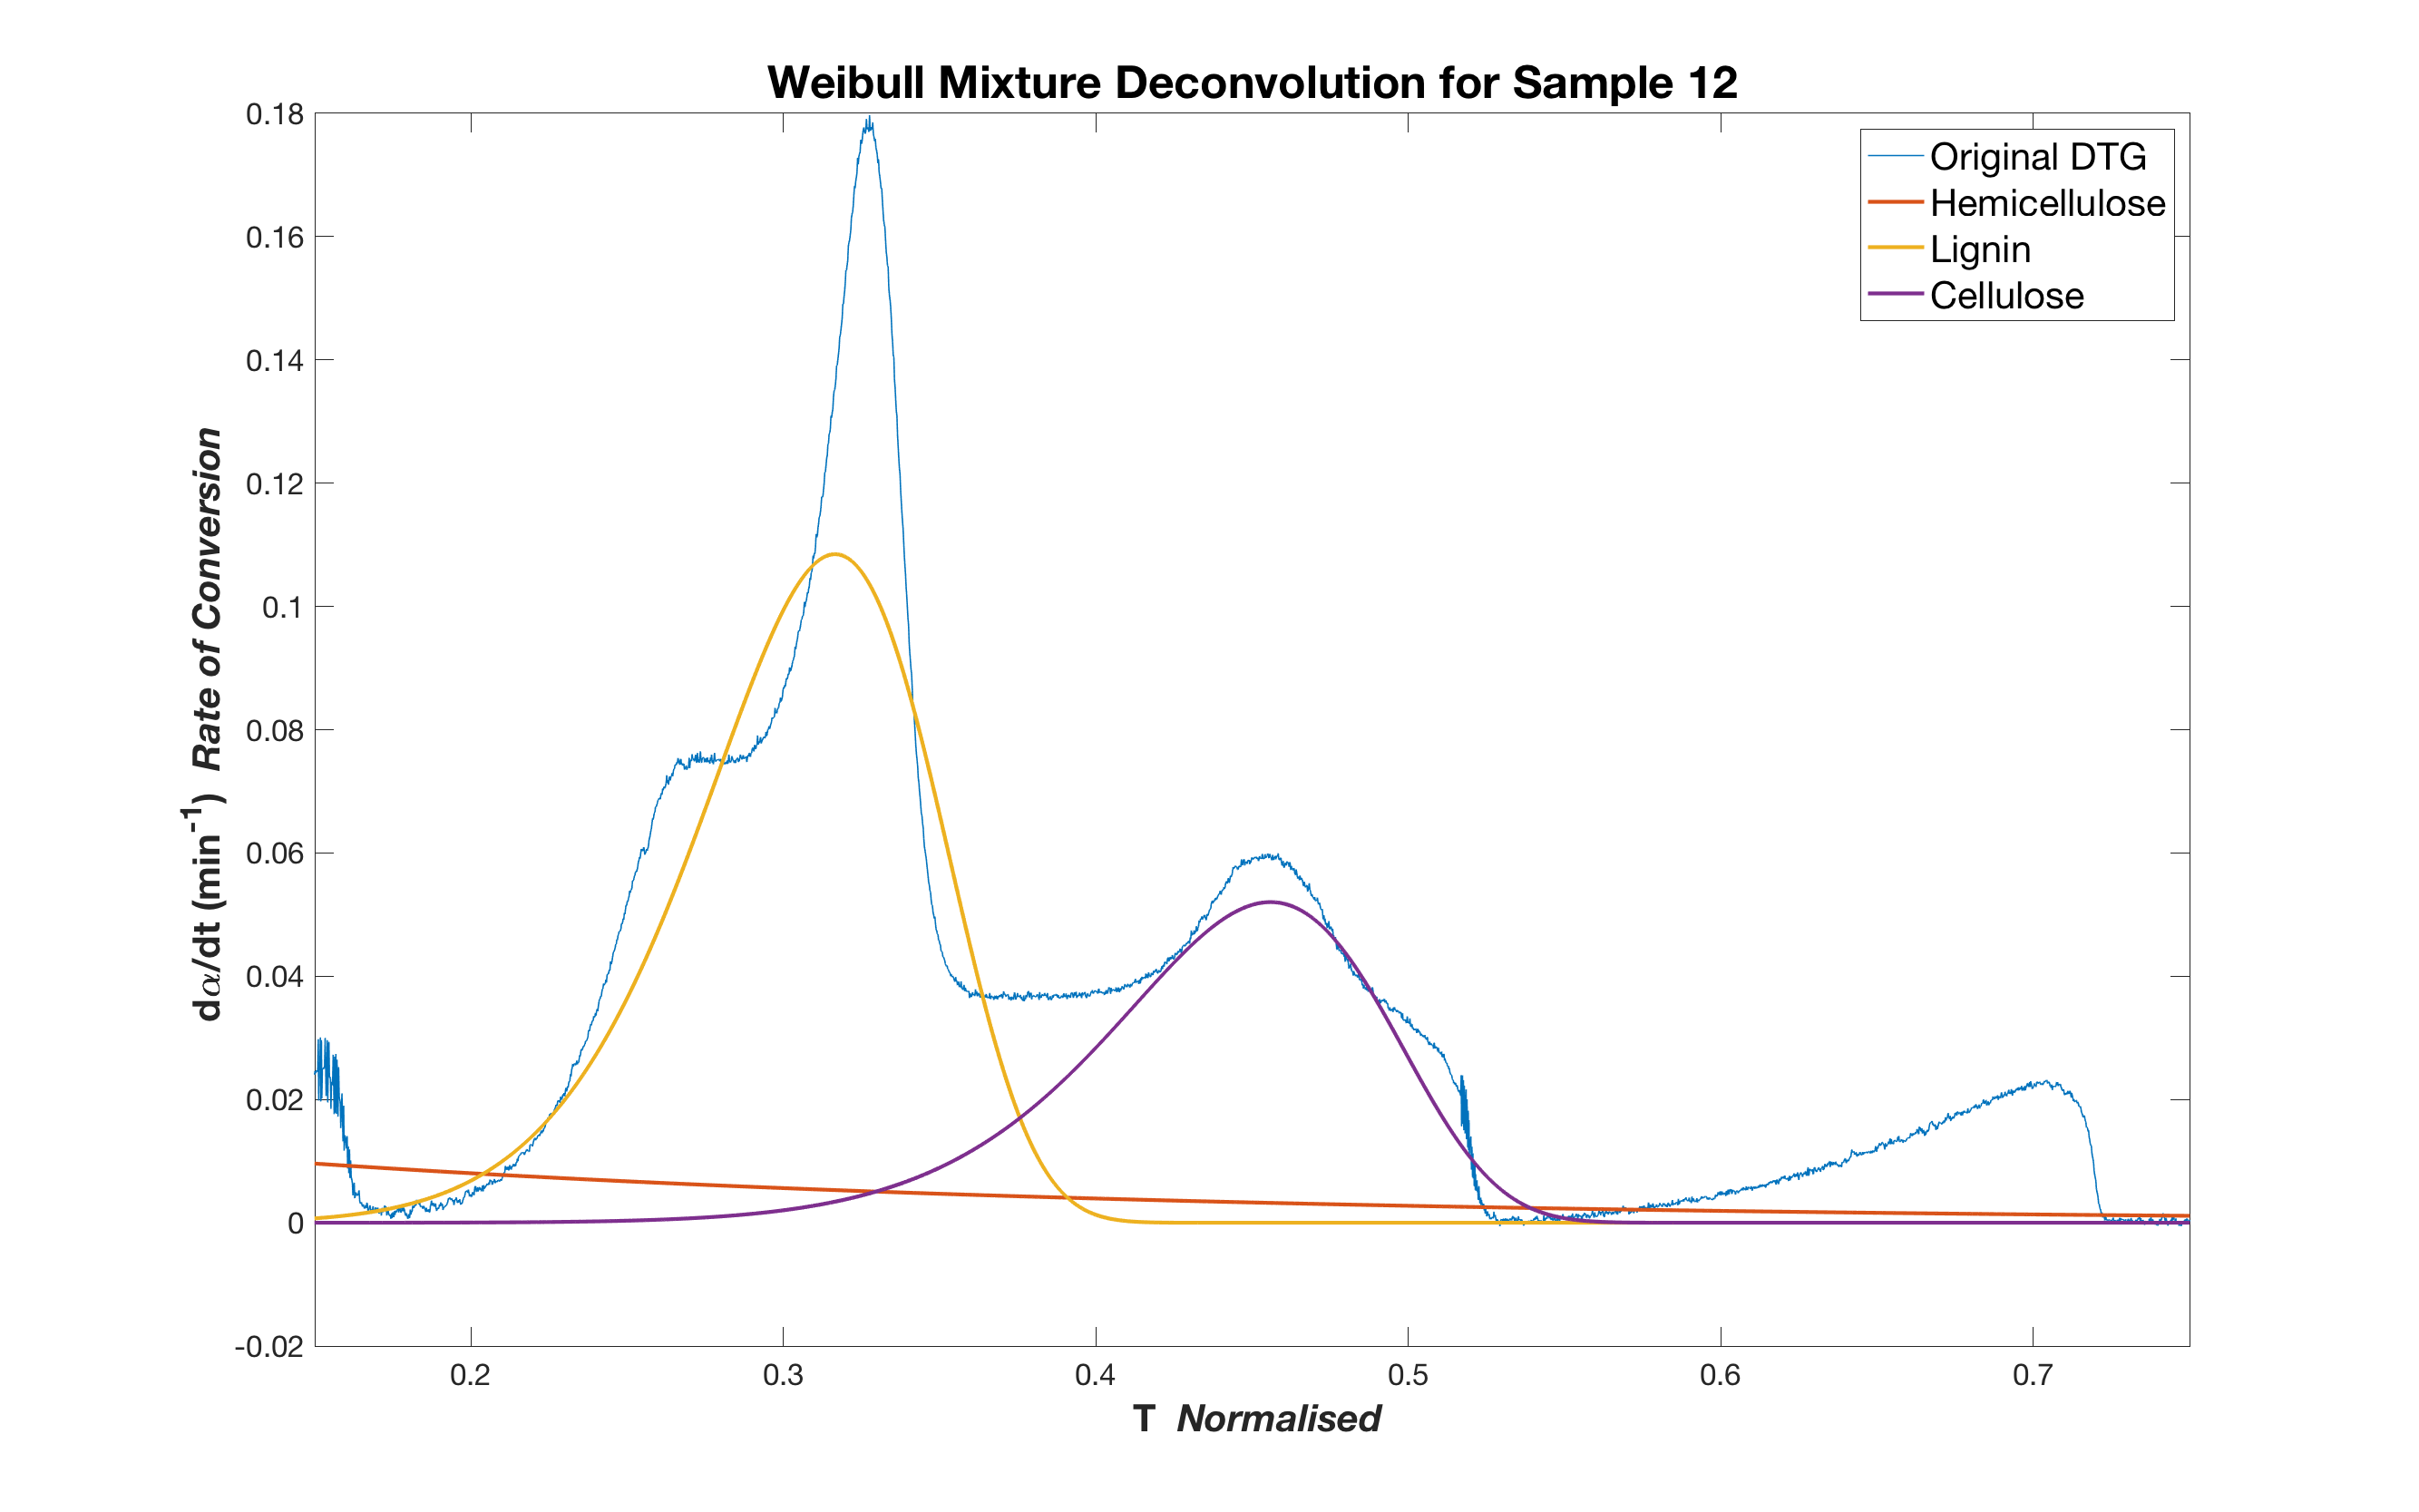 Weibull Mixture Deconvolution for Sample 12
Original DTG
Hemicellulose
Lignin
Cellulose
0.18
0.16
0.14
0.12
0.1
0.08
0.06
0.04
0.02
0
-0.02
dα/dt (min⁻¹) Rate of Conversion
0.2 0.3 0.4 0.5 0.6 0.7
T Normalised